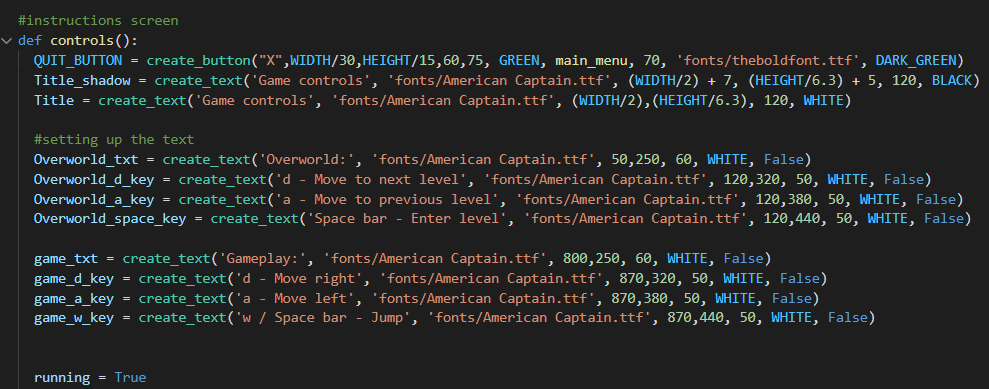 #instructions screen
def controls():
QUIT_BUTTON = create_button("X",WIDTH/30,HEIGHT/15,60,75, GREEN, main_menu, 70, 'fonts/theboldfont.ttf', DARK_GREEN)
Title_shadow = create_text('Game controls', 'fonts/American Captain.ttf', (WIDTH/2) + 7, (HEIGHT/6.3) + 5, 120, BLACK)
Title = create_text('Game controls', 'fonts/American Captain.ttf', (WIDTH/2),(HEIGHT/6.3), 120, WHITE)
#setting up the text
Overworld_txt = create_text('Overworld:', 'fonts/American Captain.ttf', 50,250, 60, WHITE, False)
Overworld_d_key = create_text('d - Move to next level', 'fonts/American Captain.ttf', 120,320, 50, WHITE, False)
Overworld_a_key = create_text('a - Move to previous level', 'fonts/American Captain.ttf', 120,380, 50, WHITE, False)
Overworld_space_key = create_text('Space bar - Enter level', 'fonts/American Captain.ttf', 120,440, 50, WHITE, False)
game_txt = create_text('Gameplay:', 'fonts/American Captain.ttf', 800,250, 60, WHITE, False)
game_d_key = create_text('d - Move right', 'fonts/American Captain.ttf', 870,320, 50, WHITE, False)
game_a_key = create_text('a - Move left', 'fonts/American Captain.ttf', 870,380, 50, WHITE, False)
game_w_key = create_text('w / Space bar - Jump', 'fonts/American Captain.ttf', 870,440, 50, WHITE, False)
running = True